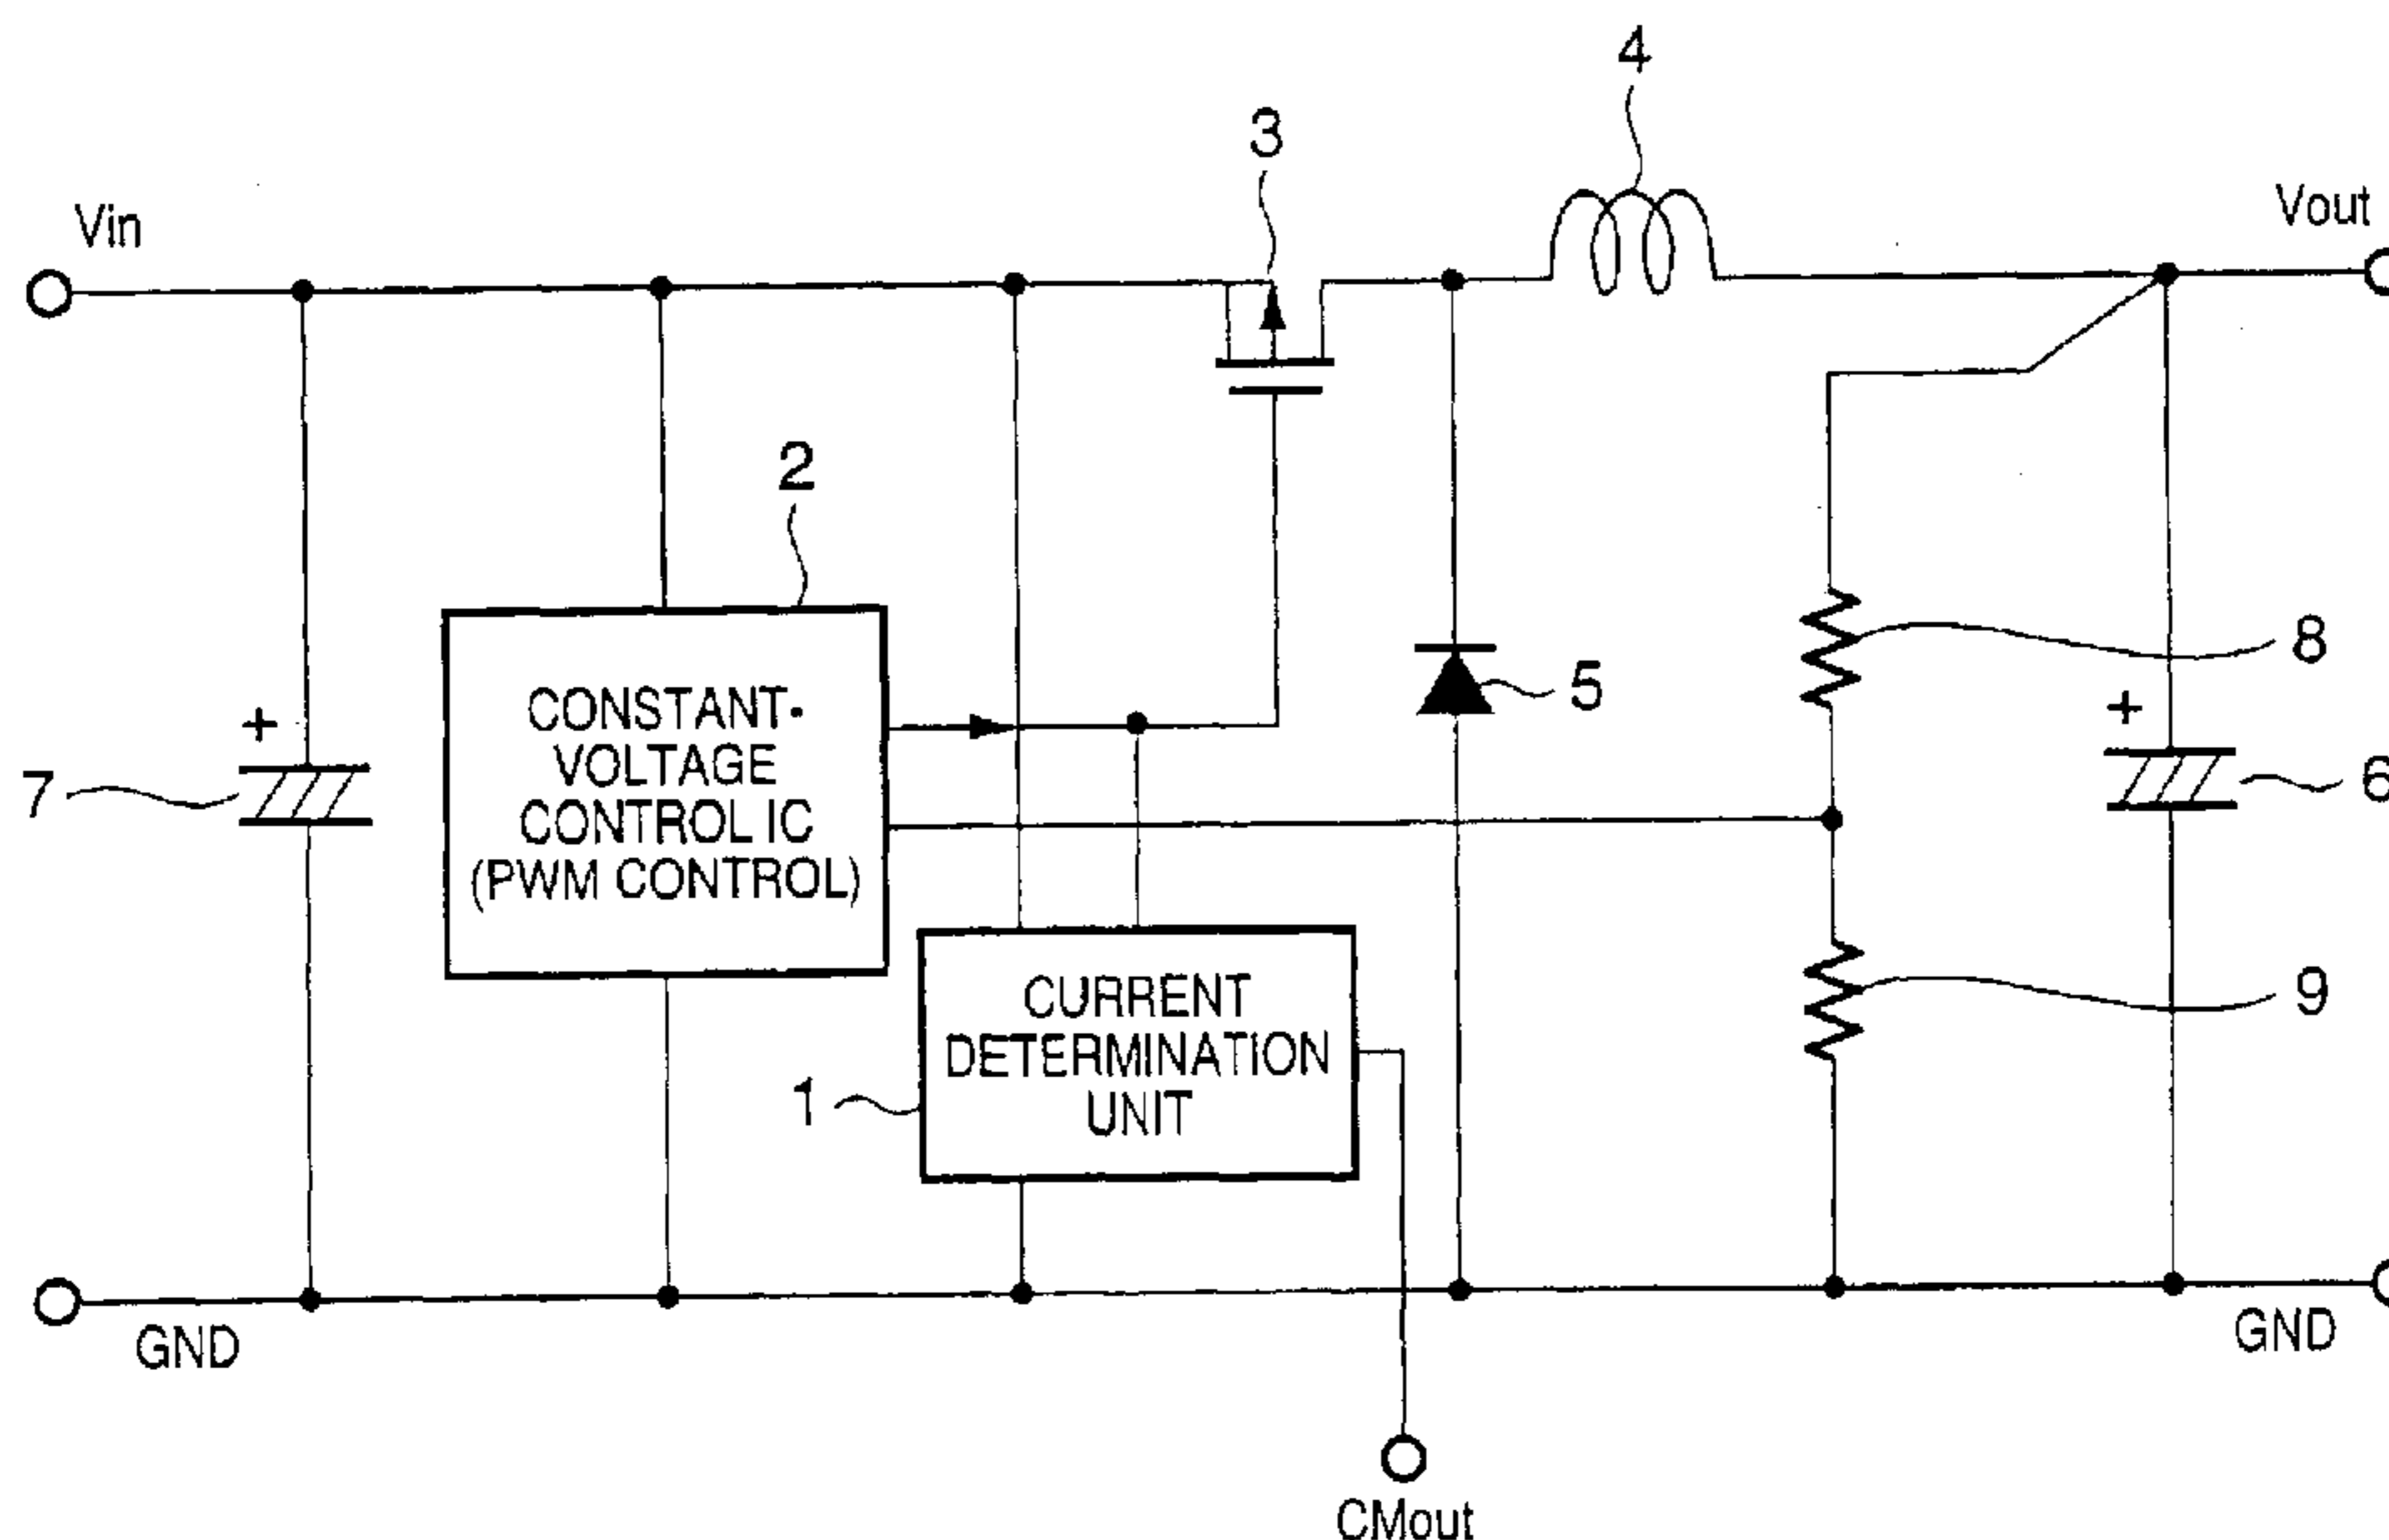 4
3
Vin
Vout
2
8
5
CONSTANT-
VOLTAGE
CONTROL IC
(PWM CONTROL)
+
+
7
6
CURRENT
DETERMINATION
UNIT
9
1
GND
GND
CMout